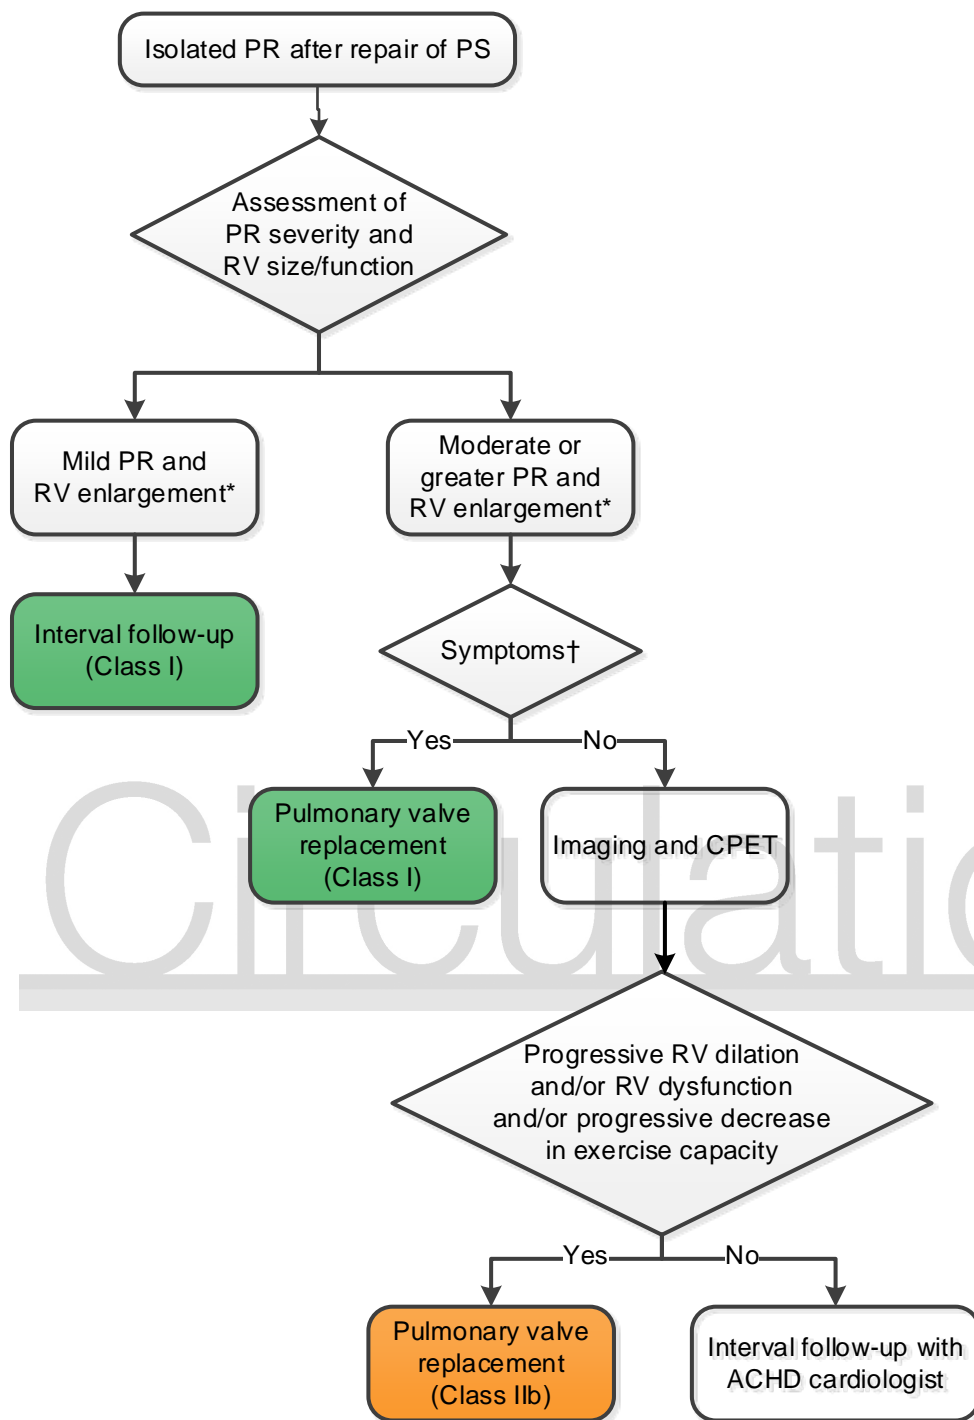 Isolated PR after repair of PS
Assessment of
PR severity and
RV size/function
Mild PR and
RV enlargement*
Moderate or
greater PR and
RV enlargement*
Interval follow-up
(Class I)
Symptoms†
Yes
No
Pulmonary valve
replacement
(Class I)
Imaging and CPET
Circulatio
Progressive RV dilation
and/or RV dysfunction
and/or progressive decrease
in exercise capacity
Yes
No
Pulmonary valve
replacement
(Class IIb)
Interval follow-up with
ACHD cardiologist